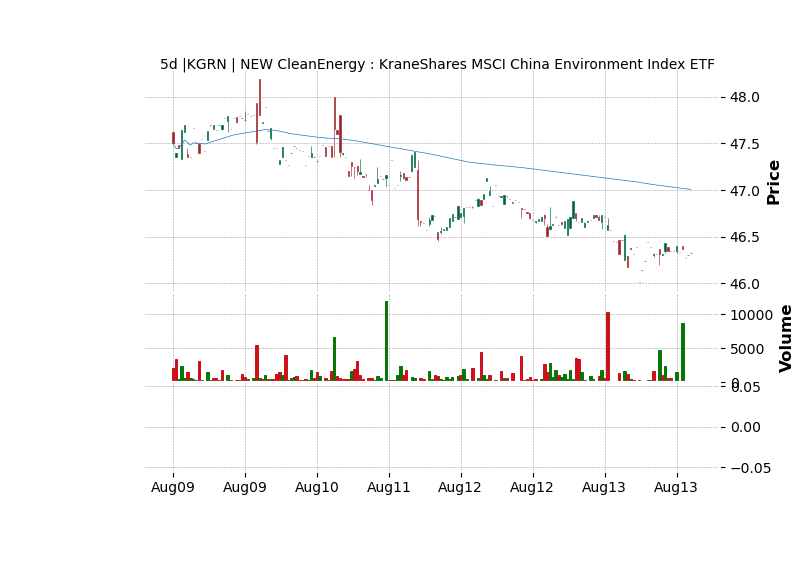 5d |KGRN | NEW CleanEnergy : KraneShares MSCI China Environment Index ETF
48.0
47.5
47.0
46.5
46.0
Price
10000
5000
0
Volume
0.05
0.00
−0.05
Aug09 Aug09 Aug10 Aug11 Aug12 Aug12 Aug13 Aug13